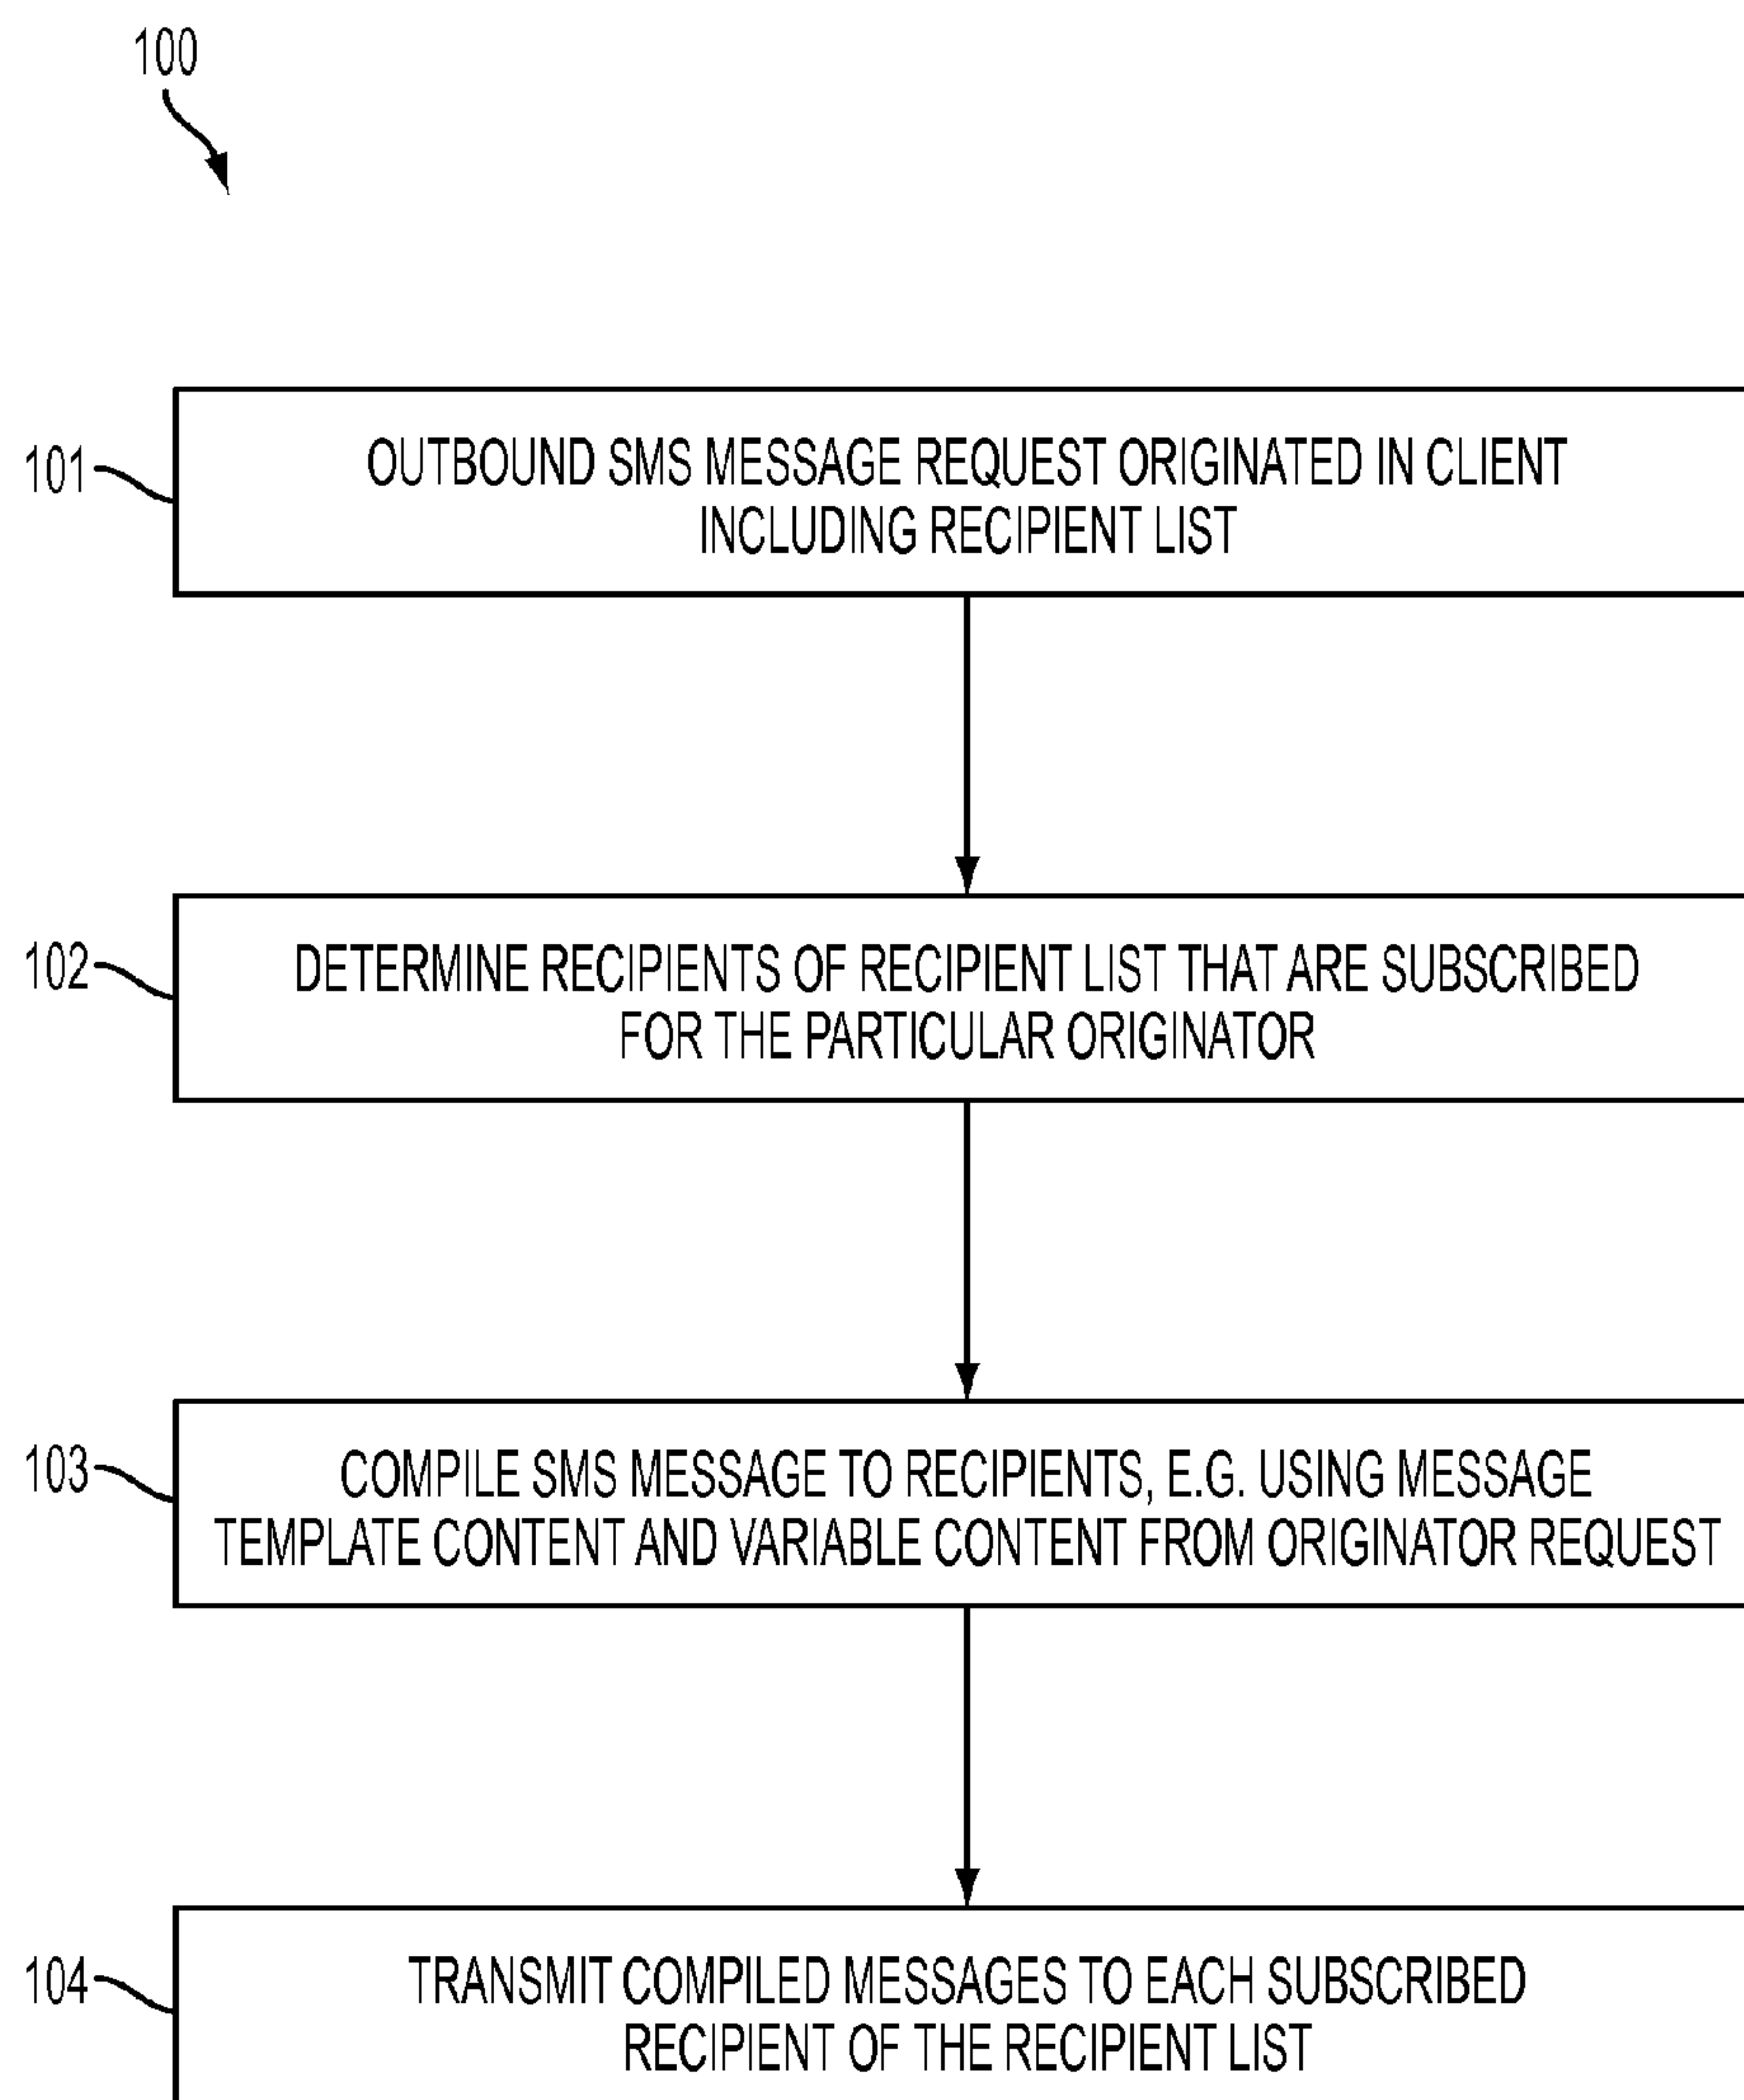 100
101
OUTBOUND SMS MESSAGE REQUEST ORIGINATED IN CLIENT
INCLUDING RECIPIENT LIST
102
DETERMINE RECIPIENTS OF RECIPIENT LIST THAT ARE SUBSCRIBED
FOR THE PARTICULAR ORIGINATOR
103
COMPILE SMS MESSAGE TO RECIPIENTS, E.G. USING MESSAGE
TEMPLATE CONTENT AND VARIABLE CONTENT FROM ORIGINATOR REQUEST
104
TRANSMIT COMPILED MESSAGES TO EACH SUBSCRIBED
RECIPIENT OF THE RECIPIENT LIST